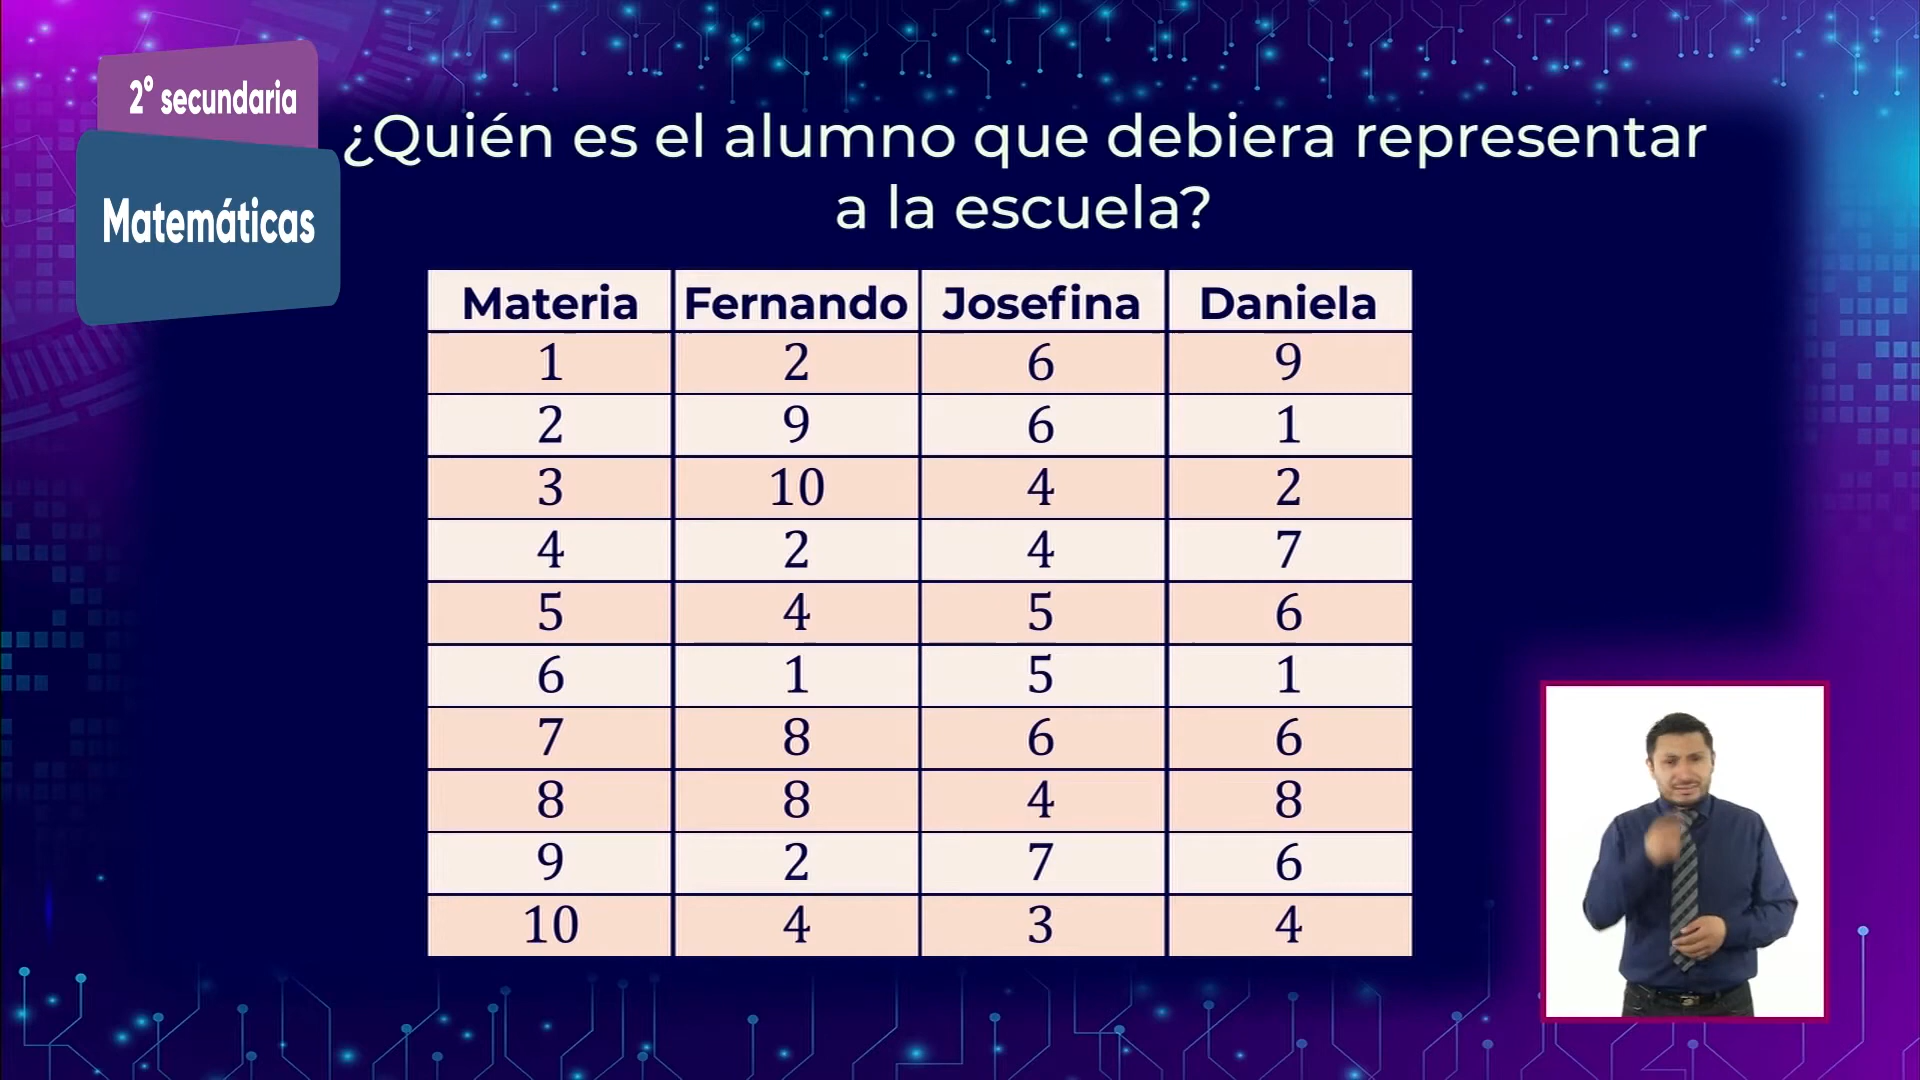 2° secundaria
Matemáticas
¿Quién es el alumno que debiera representar
a la escuela?
Materia Fernando Josefina Daniela
1 2 6 9
2 9 6 1
3 10 4 2
4 2 4 7
5 4 5 6
6 1 5 1
7 8 6 6
8 8 4 8
9 2 7 6
10 4 3 4